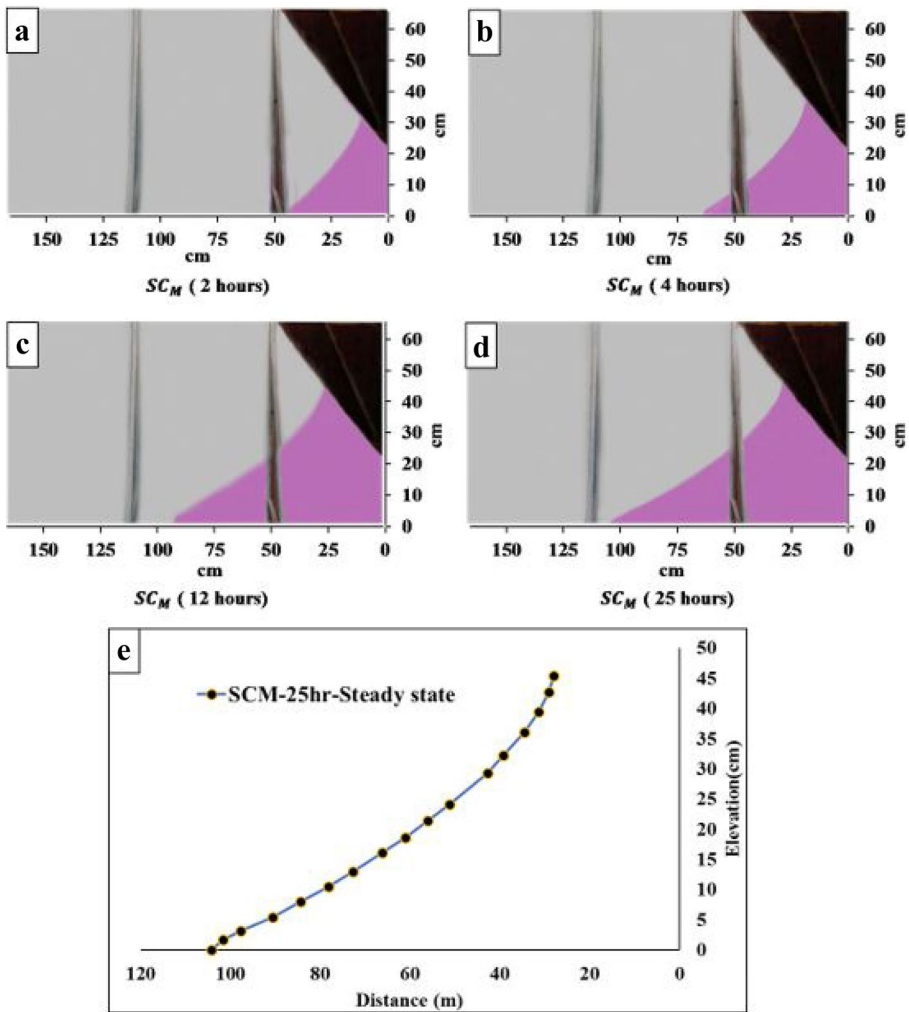 a
60
50
40
30
20
10
0
cm
150 125 100 75 50 25 0
cm
SC_M ( 2 hours)
b
60
50
40
30
20
10
0
cm
150 125 100 75 50 25 0
cm
SC_M ( 4 hours)
c
60
50
40
30
20
10
0
cm
150 125 100 75 50 25 0
cm
SC_M ( 12 hours)
d
60
50
40
30
20
10
0
cm
150 125 100 75 50 25 0
cm
SC_M ( 25 hours)
e
SCM-25hr-Steady state
50
45
40
35
30
25
20
15
10
5
0
Elevation(cm)
120 100 80 60 40 20 0
Distance (m)